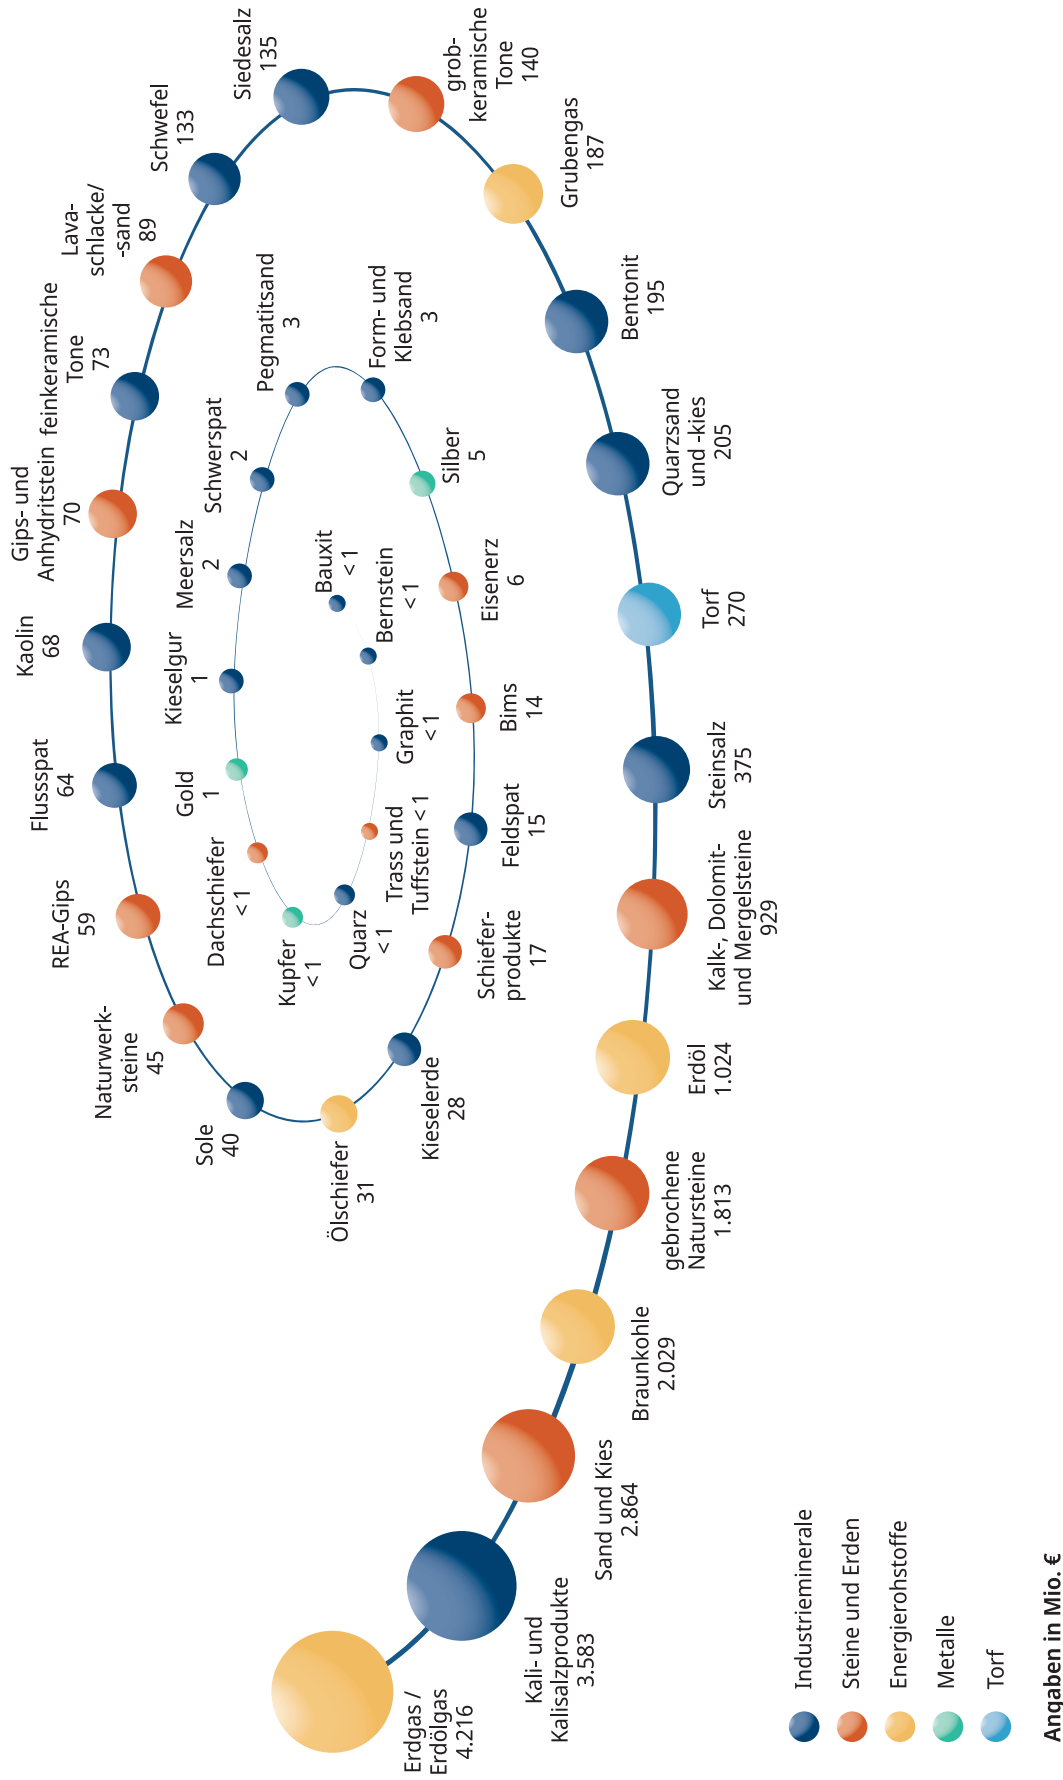 Erdgas /
Erdölgas
4.216
Kali- und
Kalisalzprodukte
3.583
Sand und Kies
2.864
Braunkohle
2.029
gebrochene
Natursteine
1.813
Erdöl
1.024
Kalk-, Dolomit-
und Mergelsteine
929
Steinsalz
375
Torf
270
Quarzsand
und -kies
205
Bentonit
195
Grubengas
187
grob-
keramische
Tone
140
Siedesalz
135
Schwefel
133
Lava-
schlacke/
-sand
89
feinkeramische
Tone
73
Gips- und
Anhydritstein
70
Kaolin
68
Flussspat
64
REA-Gips
59
Naturwerk-
steine
45
Sole
40
Ölschiefer
31
Kieselerde
28
Schiefer-
produkte
17
Feldspat
15
Bims
14
Eisenerz
6
Silber
5
Form- und
Klebsand
3
Pegmatitsand
3
Schwerspat
2
Meersalz
2
Kieselgur
1
Gold
1
Dachschiefer
< 1
Kupfer
< 1
Quarz
< 1
Trass und
Tuffstein < 1
Graphit
< 1
Bernstein
< 1
Bauxit
< 1
Industrieminerale
Steine und Erden
Energierohstoffe
Metalle
Torf
Angaben in Mio. €